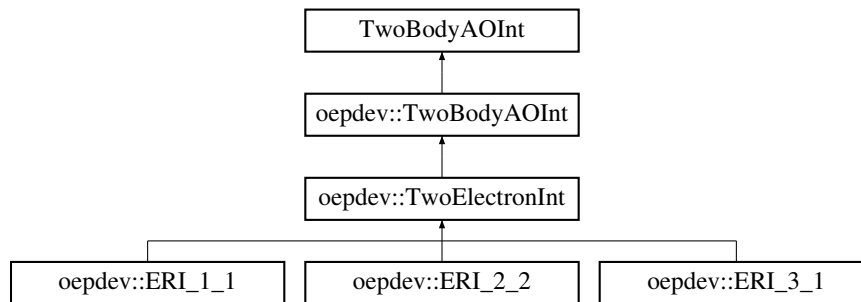 TwoBodyAOInt
oepdev::TwoBodyAOInt
oepdev::TwoElectronInt
oepdev::ERI_1_1
oepdev::ERI_2_2
oepdev::ERI_3_1